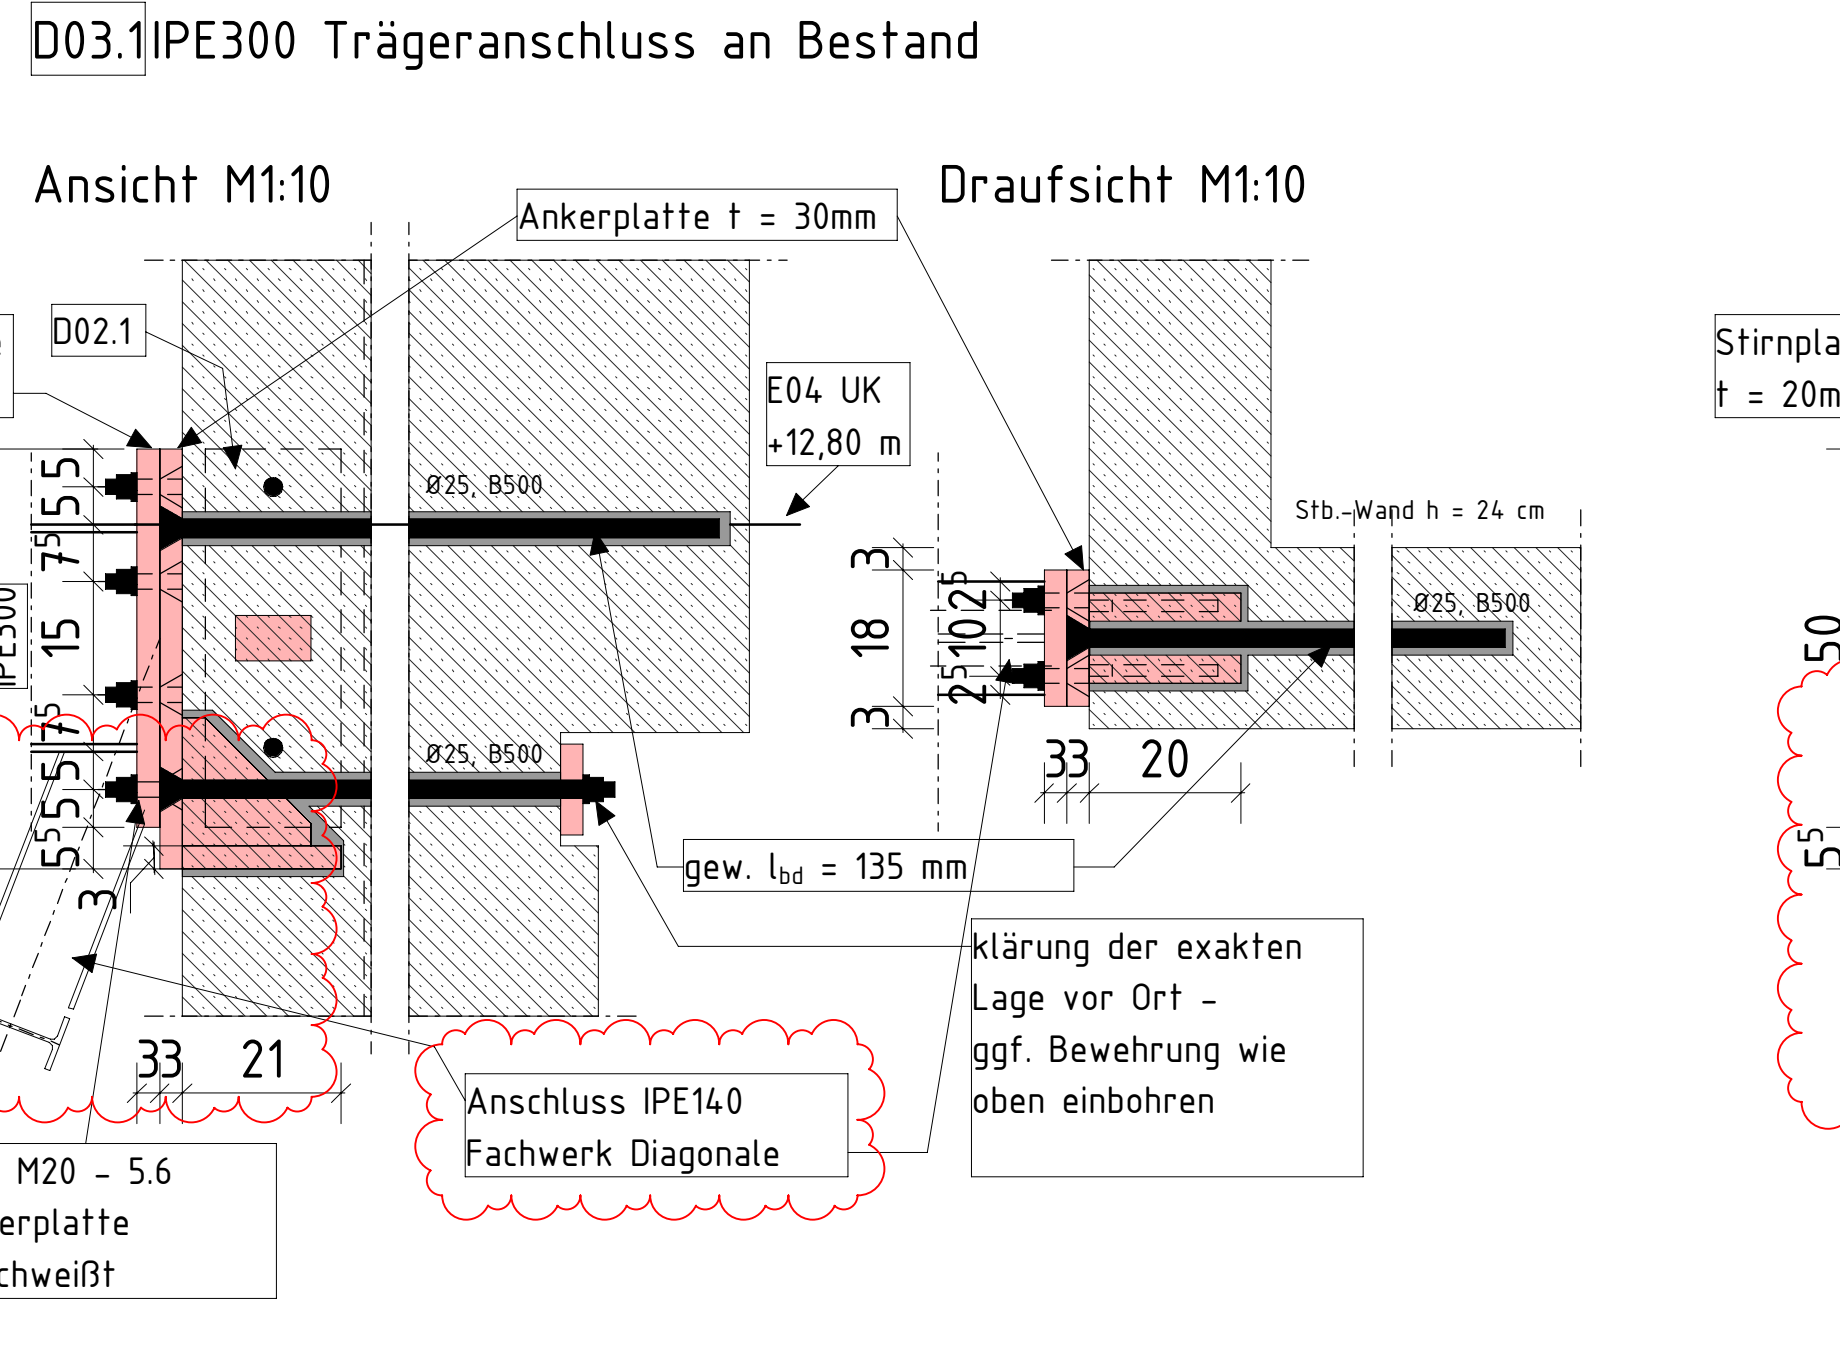 D03.1 IPE300 Trägeranschluss an Bestand
Ansicht M1:10
Draufsicht M1:10
Ankerplatte t = 30mm
D02.1
E04 UK
+12,80 m
Ø25, B500
Ø25, B500
IPE300
5
5
7⁵
15
7⁵
5
5
5⁵
3
33
21
Stb.-Wand h = 24 cm
Ø25, B500
3
18
3
2⁵
10
2⁵
33
20
gew. lbd = 135 mm
klärung der exakten
Lage vor Ort -
ggf. Bewehrung wie
oben einbohren
Anschluss IPE140
Fachwerk Diagonale
M20 - 5.6
erplatte
chweißt
Stirnpla
t = 20m
50
5⁵